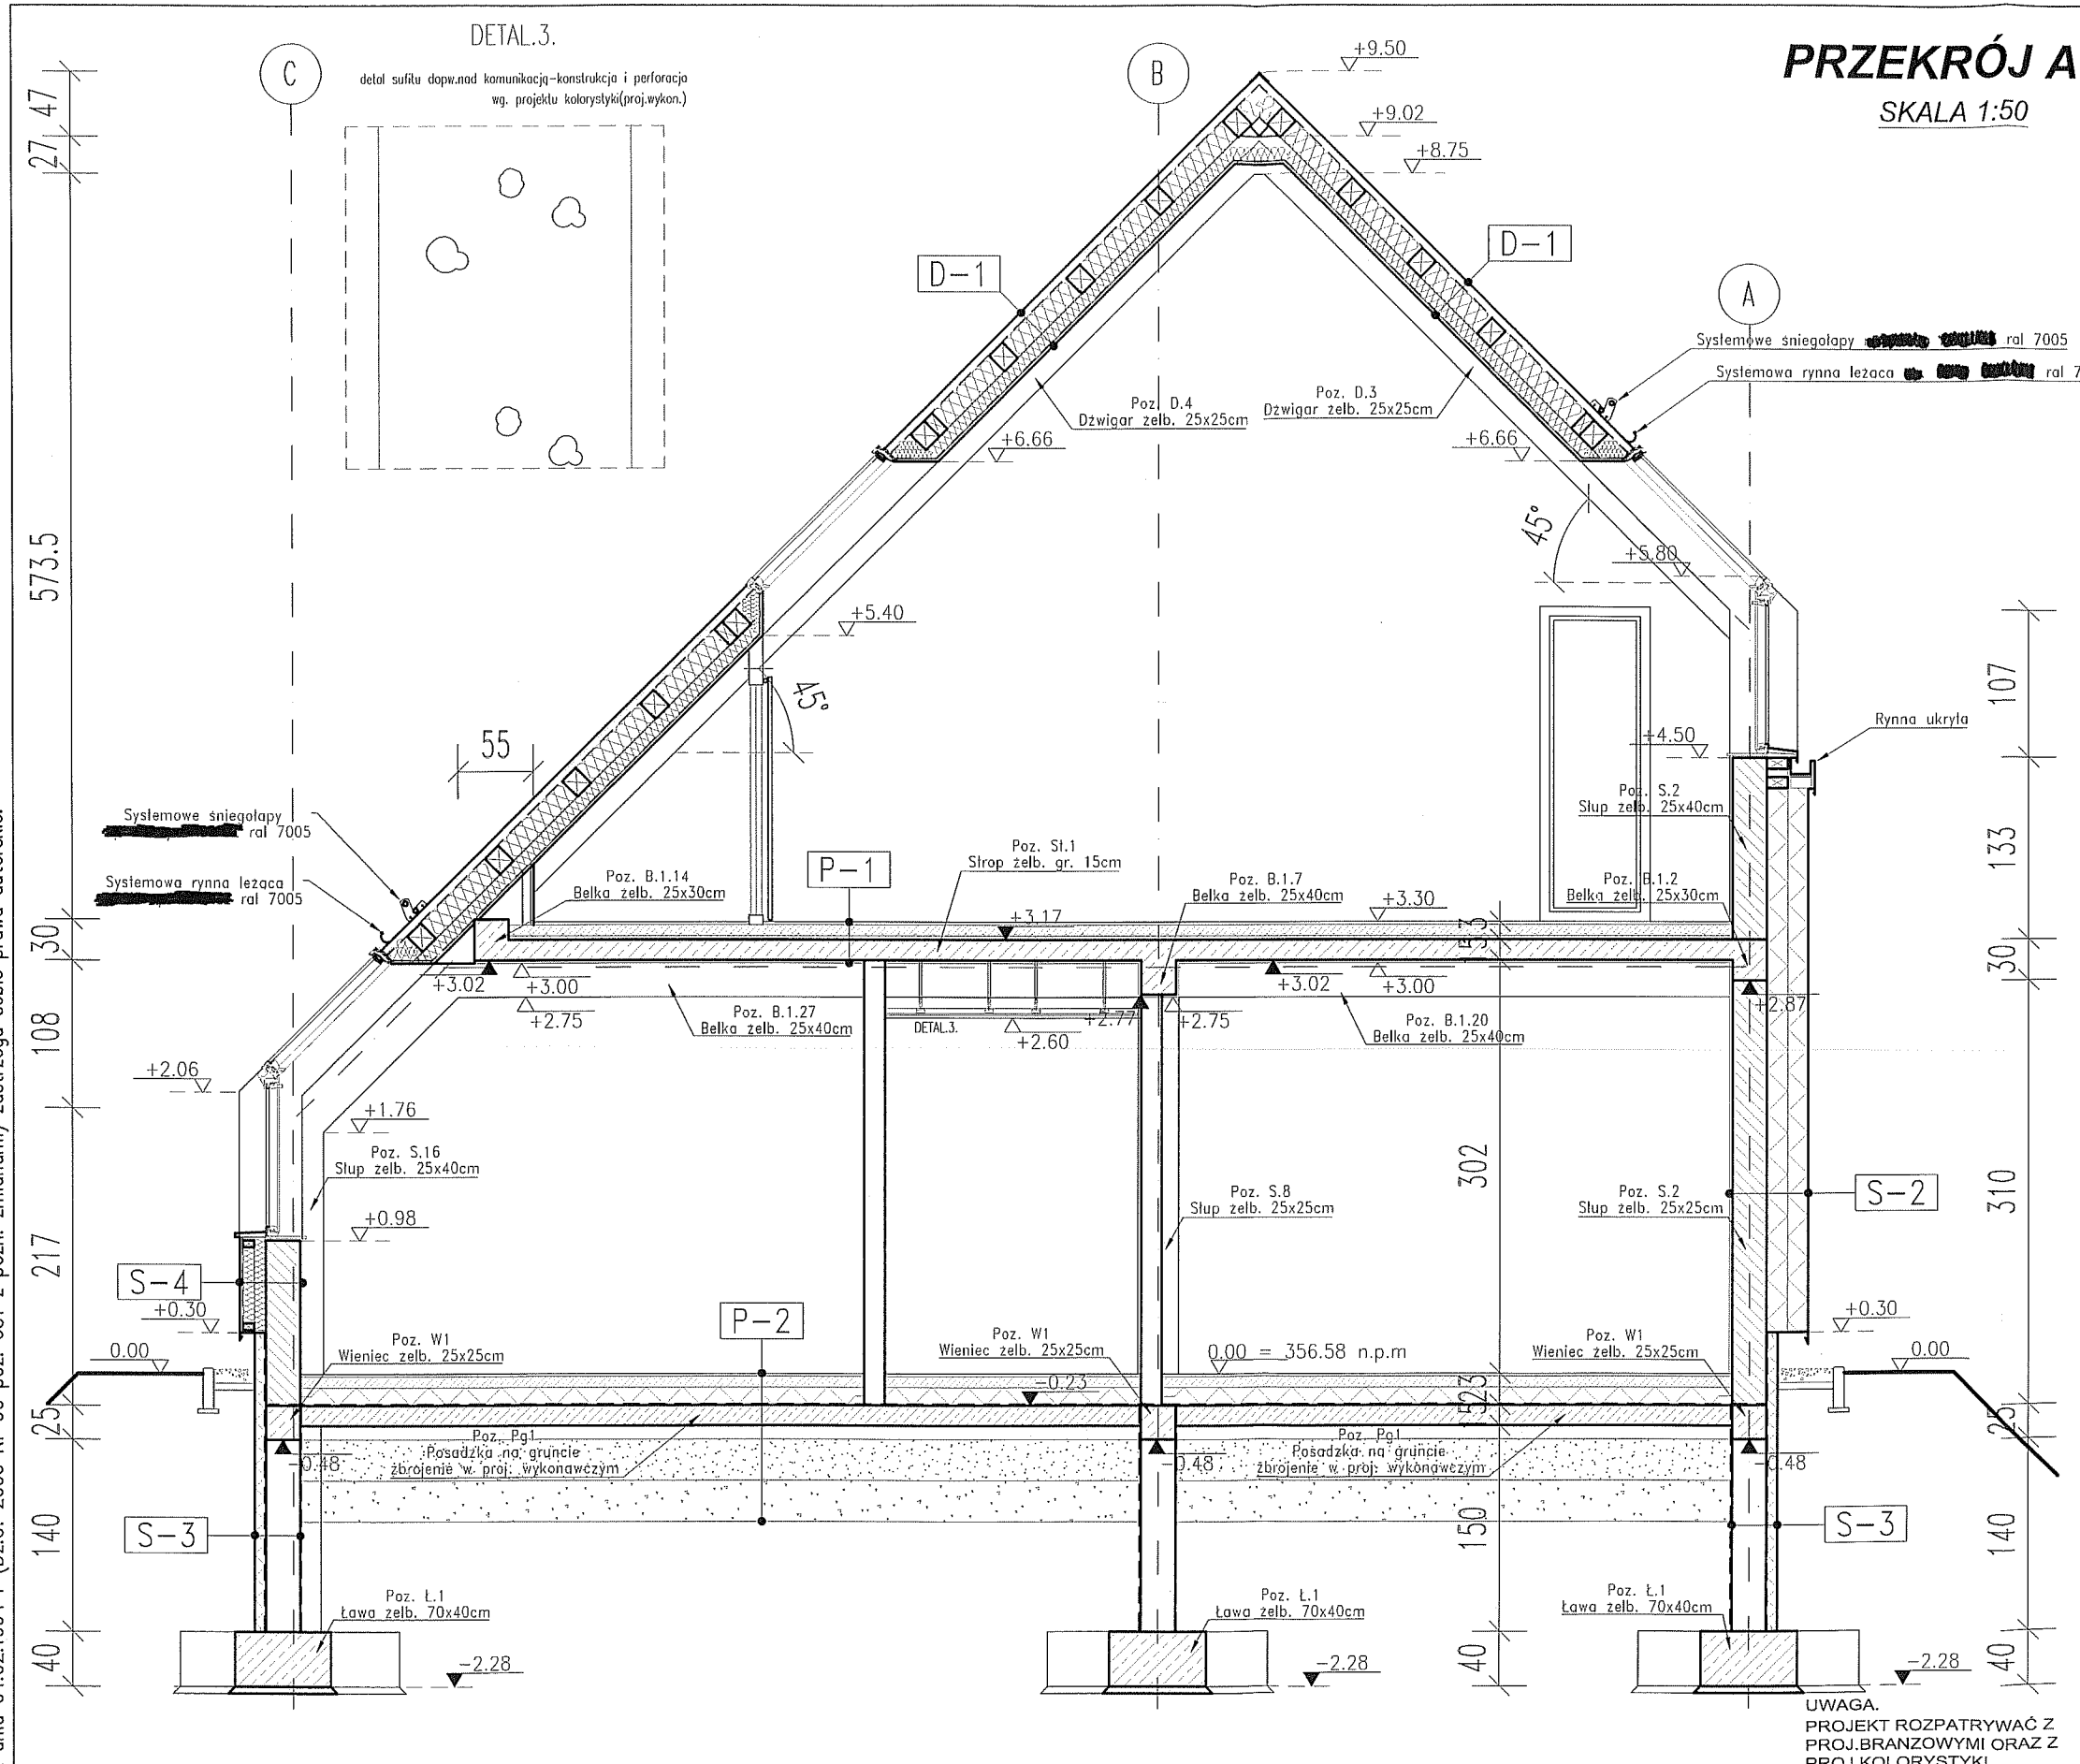 DETAL.3.
detal sufitu dopw.nad komunikacją-konstrukcja i perforacja
wg. projektu kolorystyki(proj.wykon.)
PRZEKRÓJ A
SKALA 1:50
C
B
A
+9.50
+9.02
+8.75
47
27
573.5
30
108
217
25
140
40
D-1
D-1
Systemowe śniegołapy ral 7005
Systemowa rynna leżąca ral 7
Poz. D.4
Dźwigar żelb. 25x25cm
Poz. D.3
Dźwigar żelb. 25x25cm
+6.66
+6.66
45°
+5.80
+5.40
45°
55
107
133
30
310
25
140
40
+4.50
Rynna ukryta
Poz. S.2
Słup żelb. 25x40cm
Systemowe śniegołapy
ral 7005
Systemowa rynna leżąca
ral 7005
Poz. B.1.14
Belka żelb. 25x30cm
P-1
Poz. St.1
Strop żelb. gr. 15cm
Poz. B.1.7
Belka żelb. 25x40cm
Poz. B.1.2
Belka żelb. 25x30cm
+3.17
+3.30
+3.02
+3.00
+2.75
+3.02
+3.00
+2.87
+2.77
+2.75
+2.60
DETAL.3.
Poz. B.1.27
Belka żelb. 25x40cm
Poz. B.1.20
Belka żelb. 25x40cm
+2.06
+1.76
Poz. S.16
Słup żelb. 25x40cm
+0.98
302
Poz. S.8
Słup żelb. 25x25cm
Poz. S.2
Słup żelb. 25x25cm
S-2
S-4
+0.30
0.00
P-2
Poz. W1
Wieniec żelb. 25x25cm
Poz. W1
Wieniec żelb. 25x25cm
0.00 = 356.58 n.p.m
Poz. W1
Wieniec żelb. 25x25cm
+0.30
0.00
-0.23
23
15
Poz. Pg1
Posadzka na gruncie
zbrojenie w proj. wykonawczym
Poz. Pg1
Posadzka na gruncie
zbrojenie w proj. wykonawczym
-0.48
-0.48
-0.48
S-3
S-3
150
Poz. Ł.1
Ława żelb. 70x40cm
Poz. Ł.1
Ława żelb. 70x40cm
Poz. Ł.1
Ława żelb. 70x40cm
40
-2.28
-2.28
-2.28
UWAGA.
PROJEKT ROZPATRYWAĆ Z
PROJ.BRANZOWYMI ORAZ Z
PROJ.KOLORYSTYKI